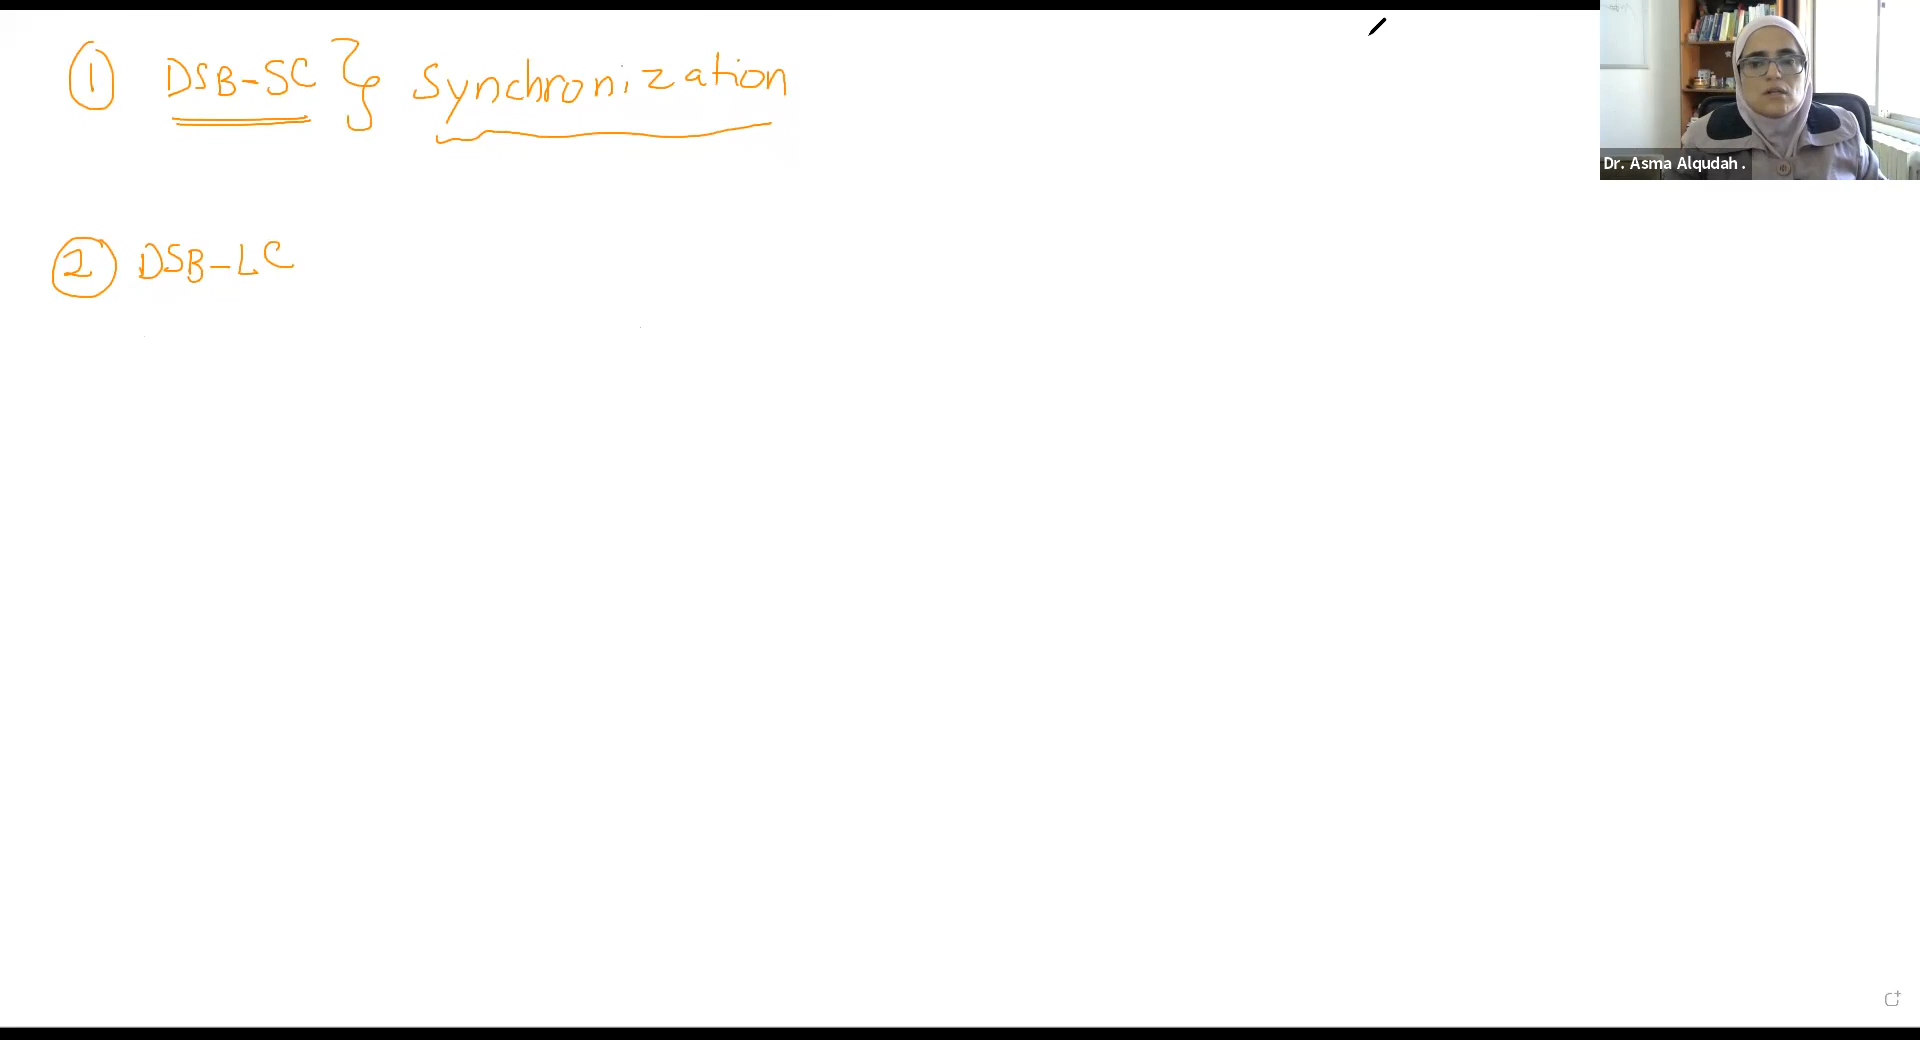 ① DSB-SC } Synchronization
② DSB-LC
Dr. Asma Alqudah .